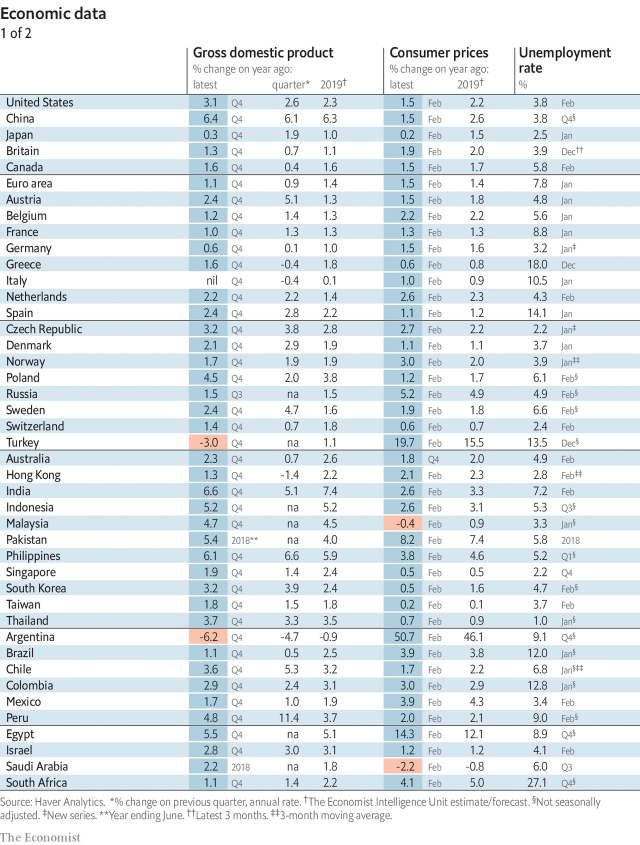 Economic data
1 of 2
Gross domestic product Consumer prices Unemployment
% change on year ago: % change on year ago: rate
latest quarter* 2019† latest 2019† %
United States 3.1 Q4 2.6 2.3 1.5 Feb 2.2 3.8 Feb
China 6.4 Q4 6.1 6.3 1.5 Feb 2.6 3.8 Q4§
Japan 0.3 Q4 1.9 1.0 0.2 Feb 1.5 2.5 Jan
Britain 1.3 Q4 0.7 1.1 1.9 Feb 2.0 3.9 Dec††
Canada 1.6 Q4 0.4 1.6 1.5 Feb 1.7 5.8 Feb
Euro area 1.1 Q4 0.9 1.4 1.5 Feb 1.4 7.8 Jan
Austria 2.4 Q4 5.1 1.3 1.5 Feb 1.8 4.8 Jan
Belgium 1.2 Q4 1.4 1.3 2.2 Feb 2.2 5.6 Jan
France 1.0 Q4 1.3 1.3 1.3 Feb 1.3 8.8 Jan
Germany 0.6 Q4 0.1 1.0 1.5 Feb 1.6 3.2 Jan‡
Greece 1.6 Q4 -0.4 1.8 0.6 Feb 0.8 18.0 Dec
Italy nil Q4 -0.4 0.1 1.0 Feb 0.9 10.5 Jan
Netherlands 2.2 Q4 2.2 1.4 2.6 Feb 2.3 4.3 Feb
Spain 2.4 Q4 2.8 2.2 1.1 Feb 1.2 14.1 Jan
Czech Republic 3.2 Q4 3.8 2.8 2.7 Feb 2.2 2.2 Jan‡
Denmark 2.1 Q4 2.9 1.9 1.1 Feb 1.1 3.7 Jan
Norway 1.7 Q4 1.9 1.9 3.0 Feb 2.0 3.9 Jan‡‡
Poland 4.5 Q4 2.0 3.8 1.2 Feb 1.7 6.1 Feb§
Russia 1.5 Q3 na 1.5 5.2 Feb 4.9 4.9 Feb§
Sweden 2.4 Q4 4.7 1.6 1.9 Feb 1.8 6.6 Feb§
Switzerland 1.4 Q4 0.7 1.8 0.6 Feb 0.7 2.4 Feb
Turkey -3.0 Q4 na 1.1 19.7 Feb 15.5 13.5 Dec§
Australia 2.3 Q4 0.7 2.6 1.8 Q4 2.0 4.9 Feb
Hong Kong 1.3 Q4 -1.4 2.2 2.1 Feb 2.3 2.8 Feb‡‡
India 6.6 Q4 5.1 7.4 2.6 Feb 3.3 7.2 Feb
Indonesia 5.2 Q4 na 5.2 2.6 Feb 3.1 5.3 Q3§
Malaysia 4.7 Q4 na 4.5 -0.4 Feb 0.9 3.3 Jan§
Pakistan 5.4 2018** na 4.0 8.2 Feb 7.4 5.8 2018
Philippines 6.1 Q4 6.6 5.9 3.8 Feb 4.6 5.2 Q1§
Singapore 1.9 Q4 1.4 2.4 0.5 Feb 0.5 2.2 Q4
South Korea 3.2 Q4 3.9 2.4 0.5 Feb 1.6 4.7 Feb§
Taiwan 1.8 Q4 1.5 1.8 0.2 Feb 0.1 3.7 Feb
Thailand 3.7 Q4 3.3 3.5 0.7 Feb 0.9 1.0 Jan§
Argentina -6.2 Q4 -4.7 -0.9 50.7 Feb 46.1 9.1 Q4§
Brazil 1.1 Q4 0.5 2.5 3.9 Feb 3.8 12.0 Jan§
Chile 3.6 Q4 5.3 3.2 1.7 Feb 2.2 6.8 Jan§‡‡
Colombia 2.9 Q4 2.4 3.1 3.0 Feb 2.9 12.8 Jan§
Mexico 1.7 Q4 1.0 1.9 3.9 Feb 4.3 3.4 Feb
Peru 4.8 Q4 11.4 3.7 2.0 Feb 2.1 9.0 Feb§
Egypt 5.5 Q4 na 5.1 14.3 Feb 12.1 8.9 Q4§
Israel 2.8 Q4 3.0 3.1 1.2 Feb 1.2 4.1 Feb
Saudi Arabia 2.2 2018 na 1.8 -2.2 Feb -0.8 6.0 Q3
South Africa 1.1 Q4 1.4 2.2 4.1 Feb 5.0 27.1 Q4§
Source: Haver Analytics. *% change on previous quarter, annual rate. †The Economist Intelligence Unit estimate/forecast. §Not seasonally
adjusted. ‡New series. **Year ending June. ††Latest 3 months. ‡‡3-month moving average.
The Economist